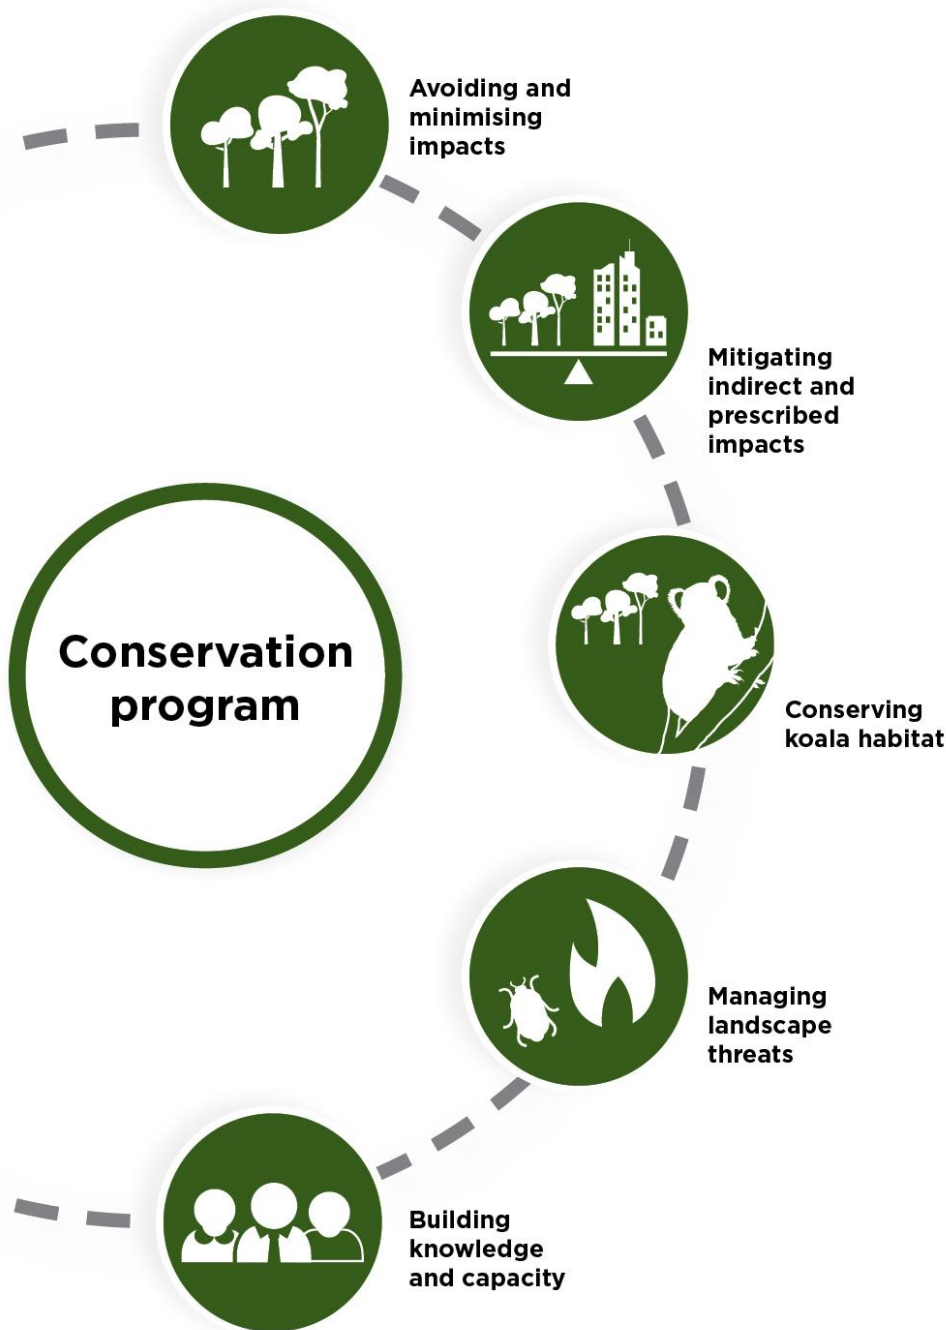 Avoiding and
minimising
impacts
Mitigating
indirect and
prescribed
impacts
Conservation
program
Conserving
koala habitat
Managing
landscape
threats
Building
knowledge
and capacity